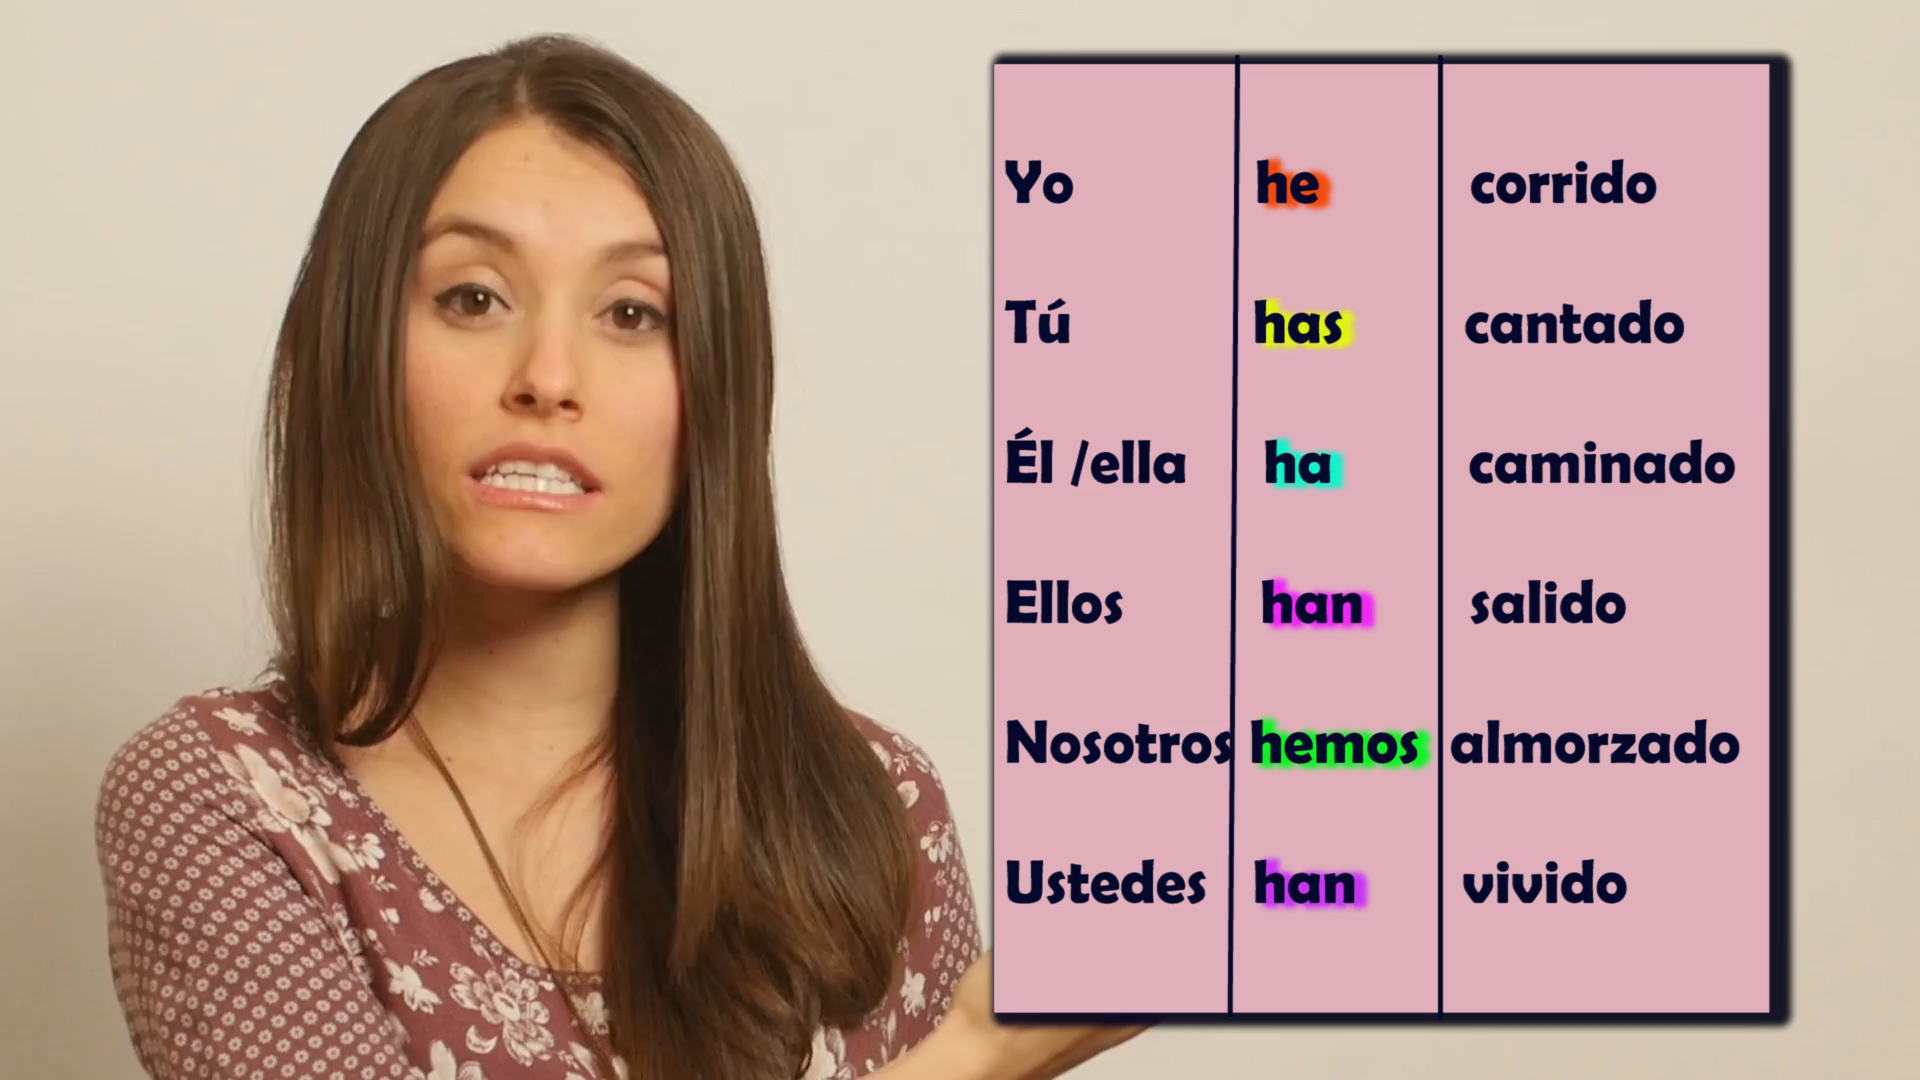 Yo he corrido
Tú has cantado
Él /ella ha caminado
Ellos han salido
Nosotros hemos almorzado
Ustedes han vivido